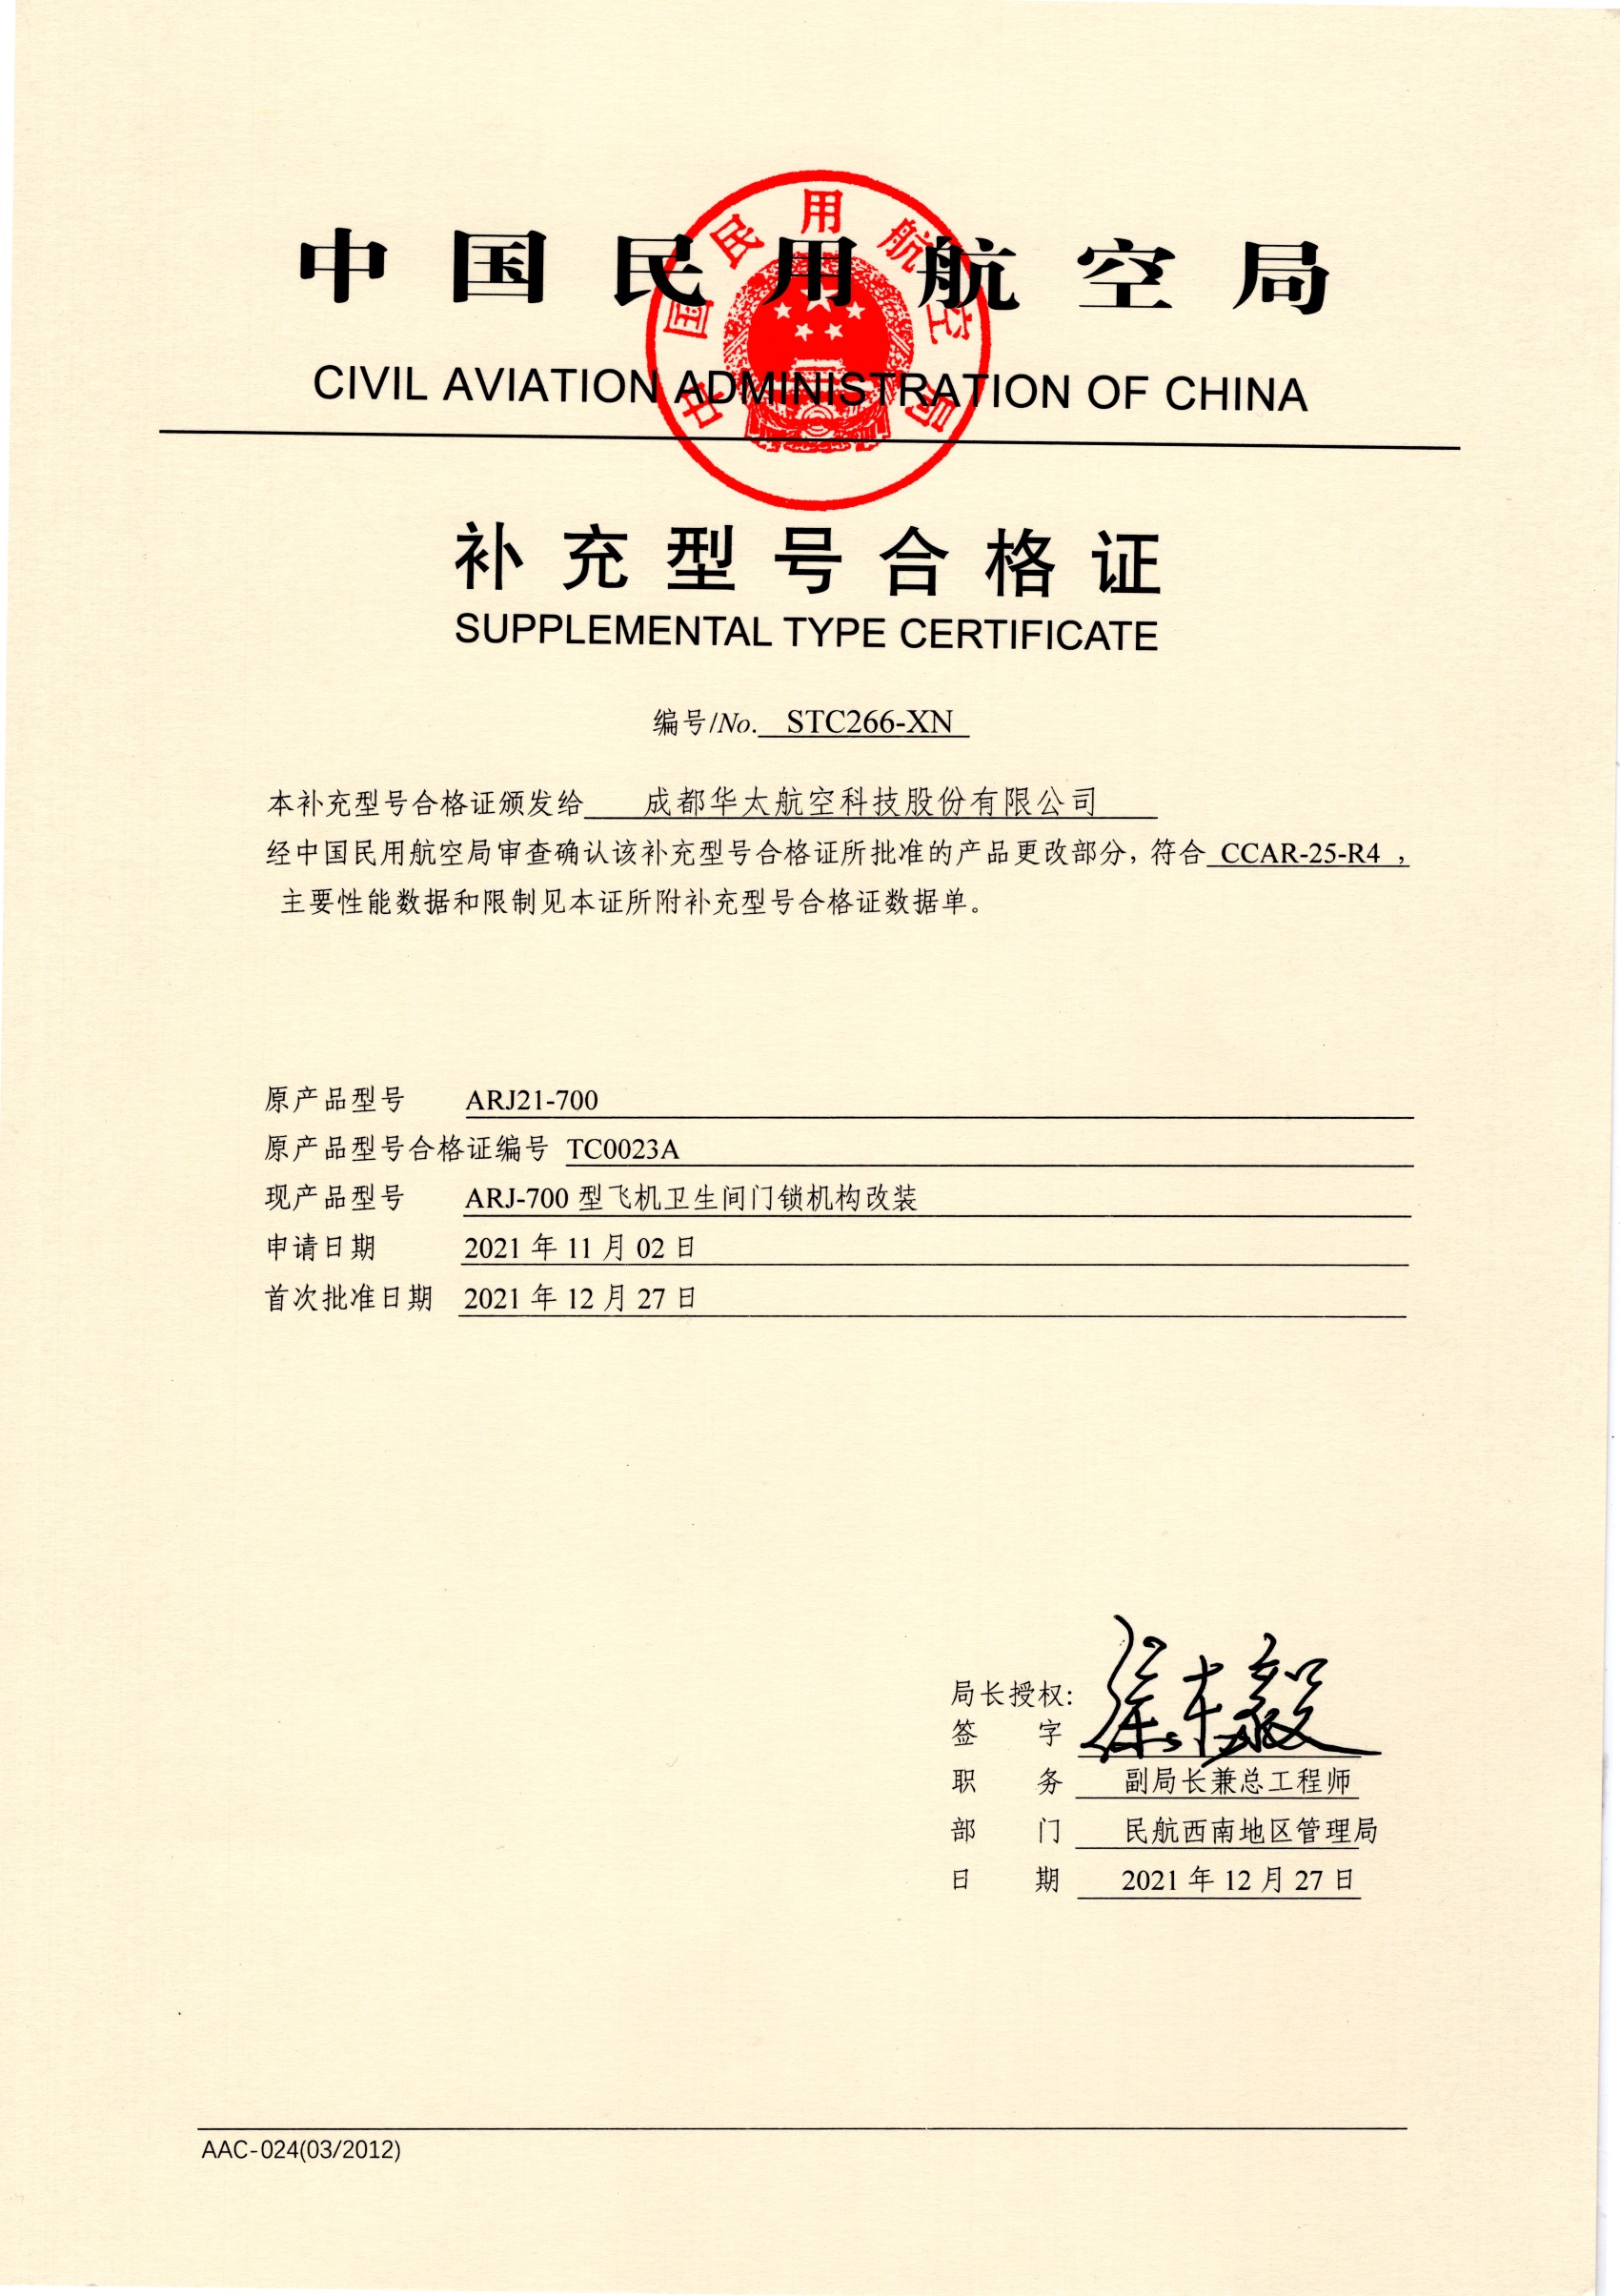 中国民用航空局
中国民用航空局
CIVIL AVIATION ADMINISTRATION OF CHINA
补充型号合格证
SUPPLEMENTAL TYPE CERTIFICATE
编号/No. STC266-XN
本补充型号合格证颁发给 成都华太航空科技股份有限公司
经中国民用航空局审查确认该补充型号合格证所批准的产品更改部分，符合 CCAR-25-R4 ，
主要性能数据和限制见本证所附补充型号合格证数据单。
原产品型号 ARJ21-700
原产品型号合格证编号 TC0023A
现产品型号 ARJ-700 型飞机卫生间门锁机构改装
申请日期 2021 年 11 月 02 日
首次批准日期 2021 年 12 月 27 日
局长授权:
签 字 徐东毅
职 务 副局长兼总工程师
部 门 民航西南地区管理局
日 期 2021 年 12 月 27 日
AAC-024(03/2012)